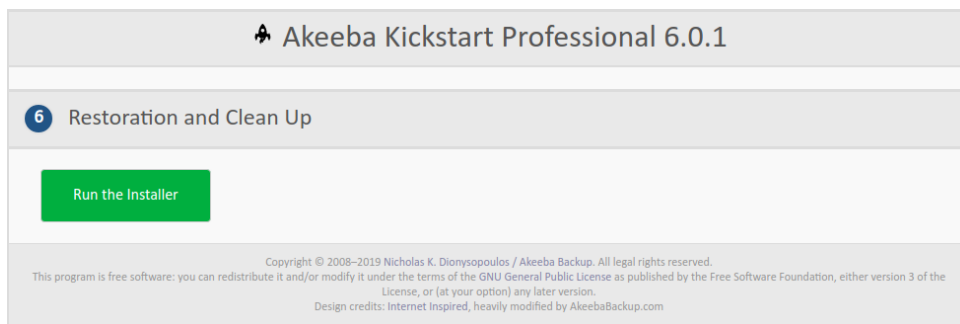 Akeeba Kickstart Professional 6.0.1
6 Restoration and Clean Up
Run the Installer
Copyright © 2008–2019 Nicholas K. Dionysopoulos / Akeeba Backup. All legal rights reserved.
This program is free software: you can redistribute it and/or modify it under the terms of the GNU General Public License as published by the Free Software Foundation, either version 3 of the
License, or (at your option) any later version.
Design credits: Internet Inspired, heavily modified by AkeebaBackup.com